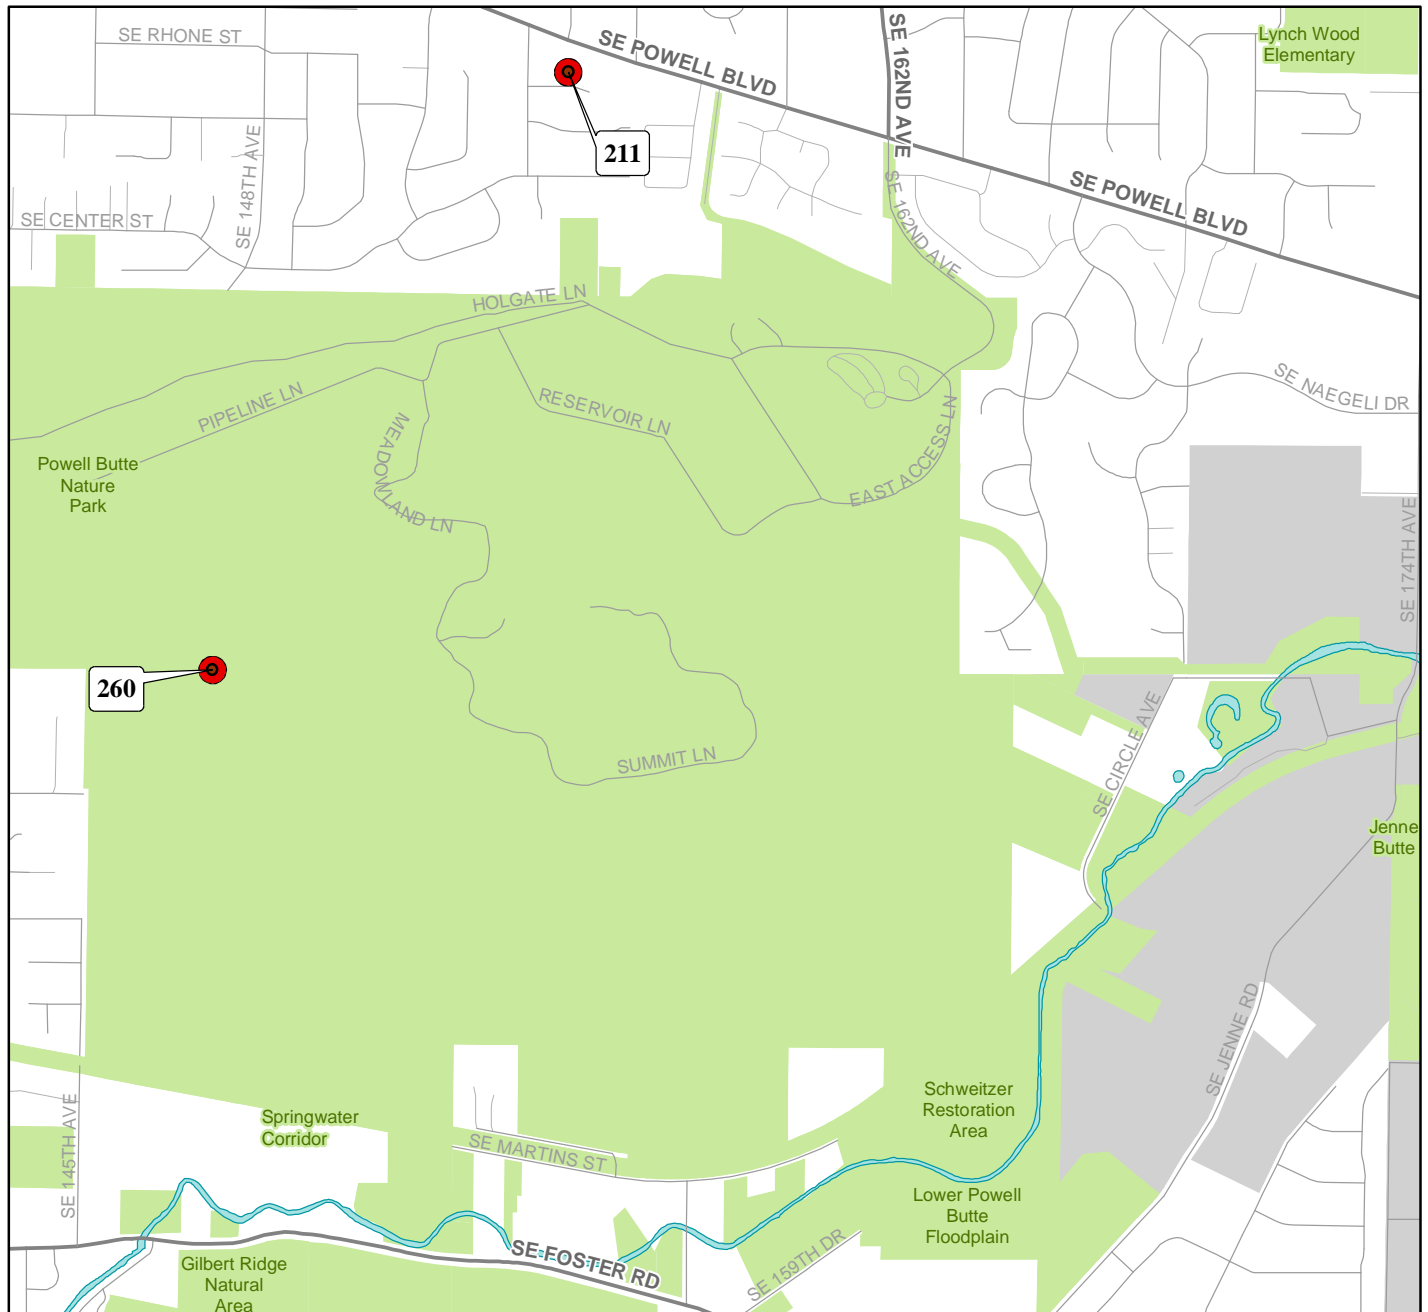 SE RHONE ST
SE POWELL BLVD
SE 162ND AVE
Lynch Wood
Elementary
211
SE 148TH AVE
SE CENTER ST
SE 162ND AVE
SE POWELL BLVD
HOLGATE LN
PIPELINE LN
MEADOWLAND LN
RESERVOIR LN
EAST ACCESS LN
SE NAEGELI DR
Powell Butte
Nature
Park
SE 174TH AVE
260
SUMMIT LN
SE CIRCLE AVE
Jenne
Butte
SE JENNE RD
Schweitzer
Restoration
Area
Springwater
Corridor
SE 145TH AVE
SE MARTINS ST
Lower Powell
Butte
Floodplain
SE FOSTER RD
SE 159TH DR
Gilbert Ridge
Natural
Area